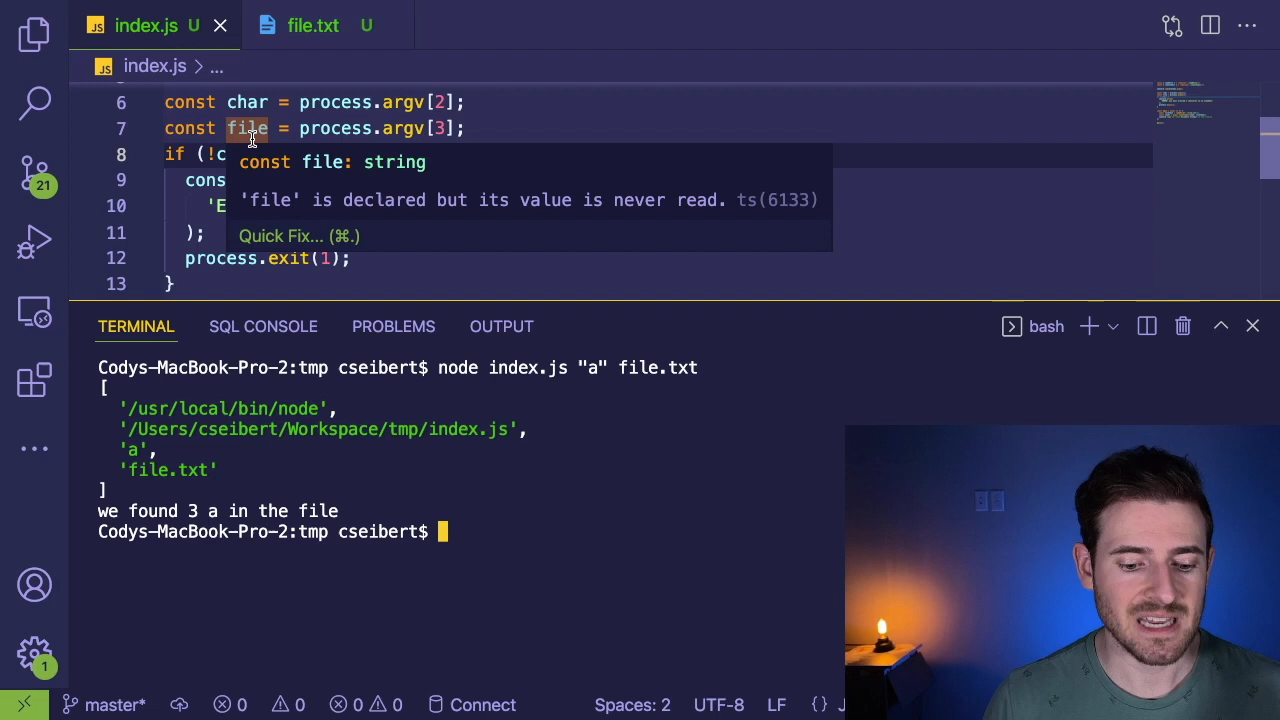 JS index.js U
file.txt U
JS index.js > ...
6 const char = process.argv[2];
7 const file = process.argv[3];
8 if (!c
const file: string
9 cons
'file' is declared but its value is never read. ts(6133)
10 'E
Quick Fix... (⌘.)
11 );
12 process.exit(1);
13 }
21
TERMINAL SQL CONSOLE PROBLEMS OUTPUT
bash
Codys-MacBook-Pro-2:tmp cseibert$ node index.js "a" file.txt
[
'/usr/local/bin/node',
'/Users/cseibert/Workspace/tmp/index.js',
'a',
'file.txt'
]
we found 3 a in the file
Codys-MacBook-Pro-2:tmp cseibert$
1
master* 0 0 0 0 Connect Spaces: 2 UTF-8 LF { } J